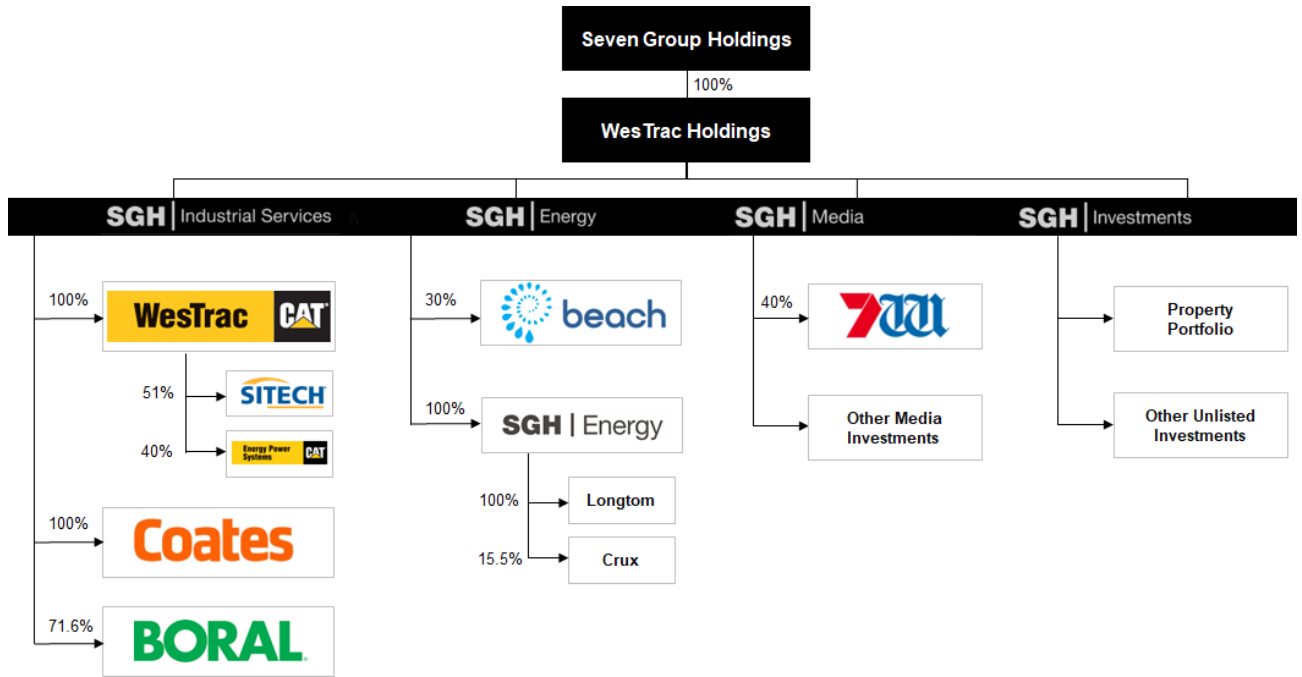 Seven Group Holdings
100%
WesTrac Holdings
SGH | Industrial Services
SGH | Energy
SGH | Media
SGH | Investments
100%
WesTrac CAT
51%
SITECH
40%
Energy Power
Systems
CAT
100%
Coates
71.6%
BORAL
30%
beach
100%
SGH | Energy
100%
Longtom
15.5%
Crux
40%
7
Other Media
Investments
Property
Portfolio
Other Unlisted
Investments